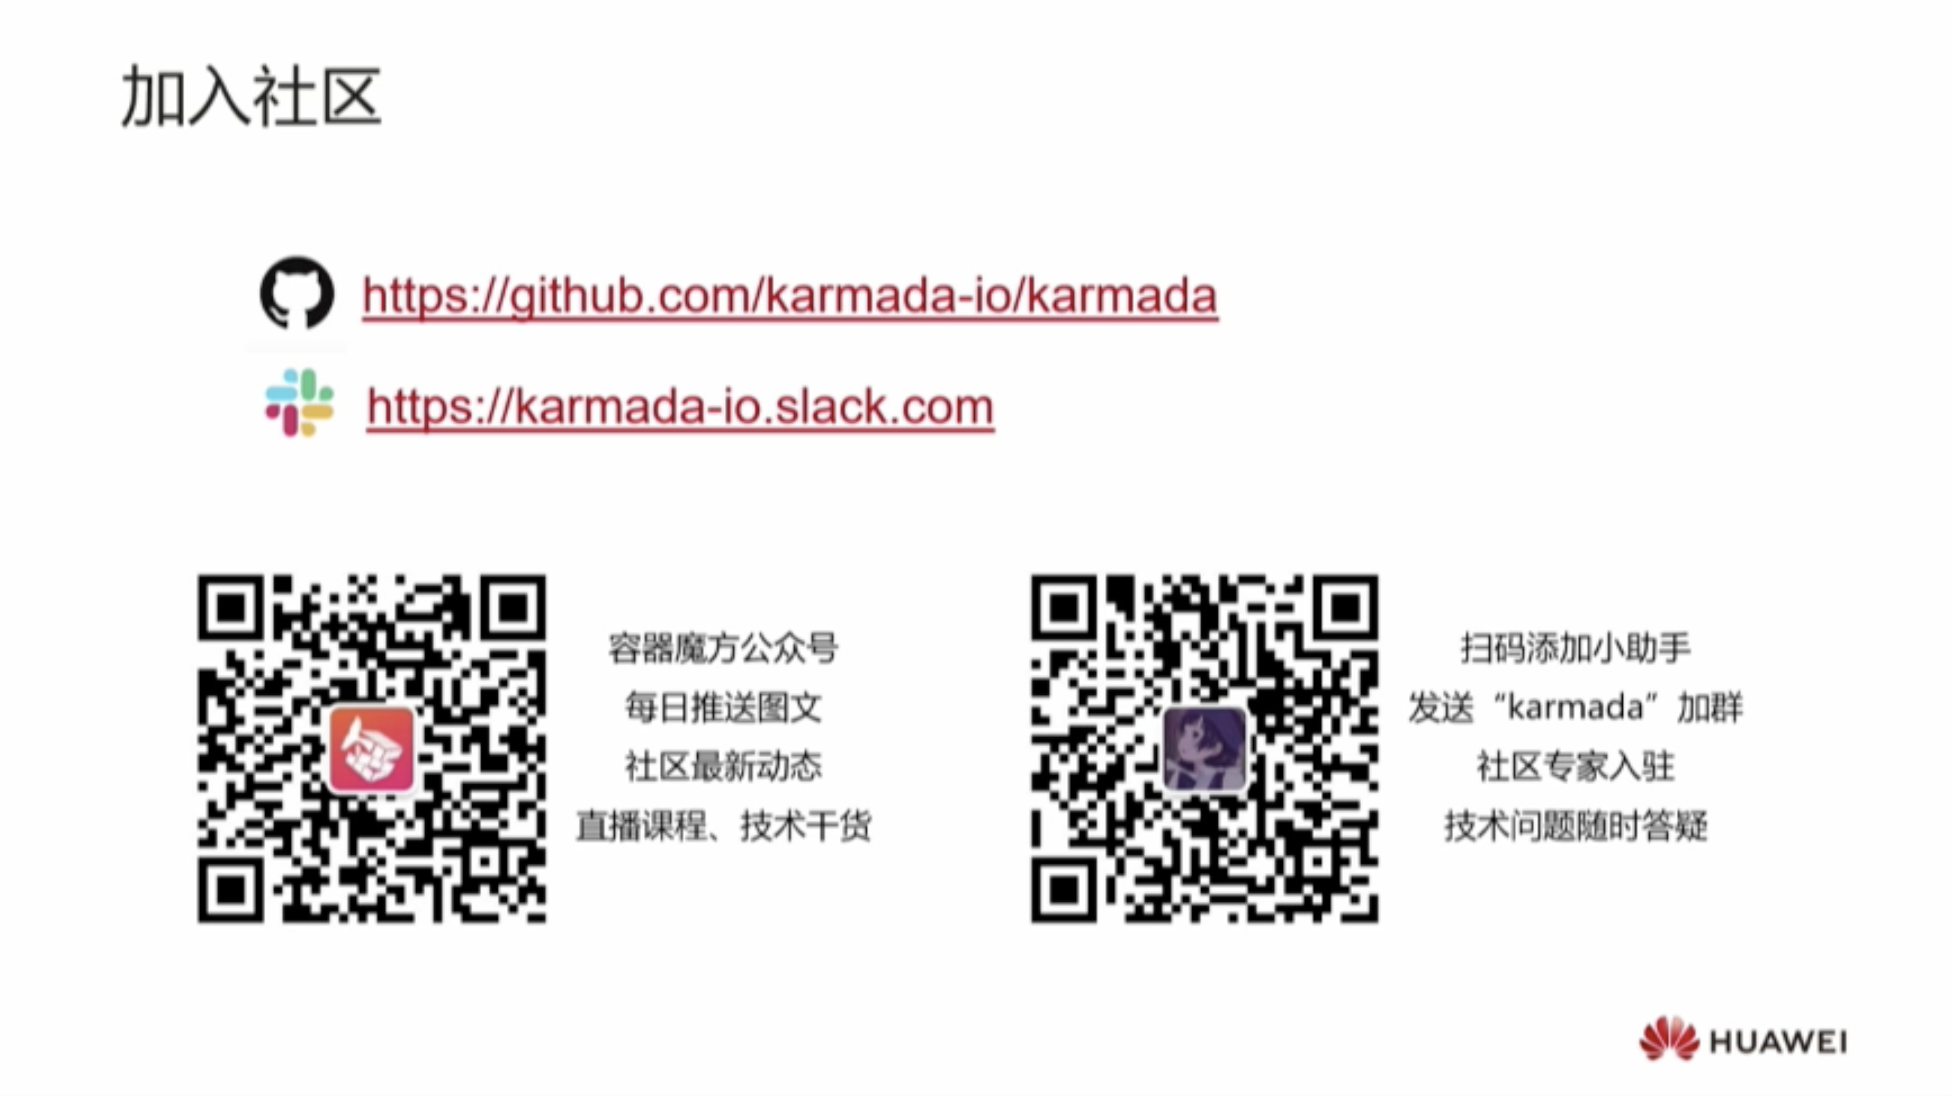 加入社区
https://github.com/karmada-io/karmada
https://karmada-io.slack.com
容器魔方公众号
每日推送图文
社区最新动态
直播课程、技术干货
扫码添加小助手
发送“karmada”加群
社区专家入驻
技术问题随时答疑
HUAWEI